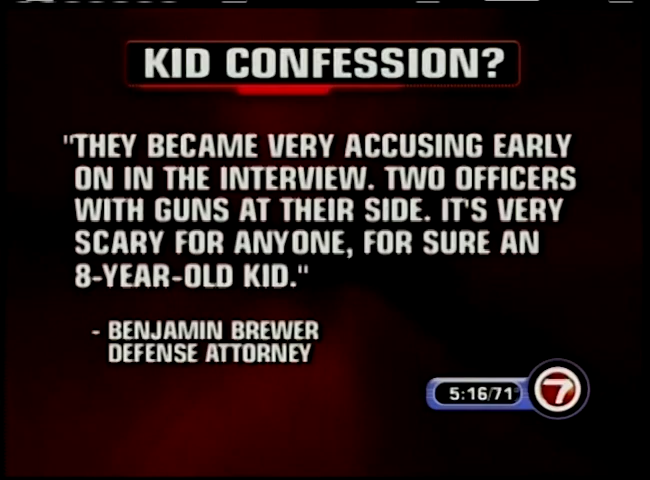 KID CONFESSION?
"THEY BECAME VERY ACCUSING EARLY
ON IN THE INTERVIEW. TWO OFFICERS
WITH GUNS AT THEIR SIDE. IT'S VERY
SCARY FOR ANYONE, FOR SURE AN
8-YEAR-OLD KID."
- BENJAMIN BREWER
DEFENSE ATTORNEY
5:16/71° 7